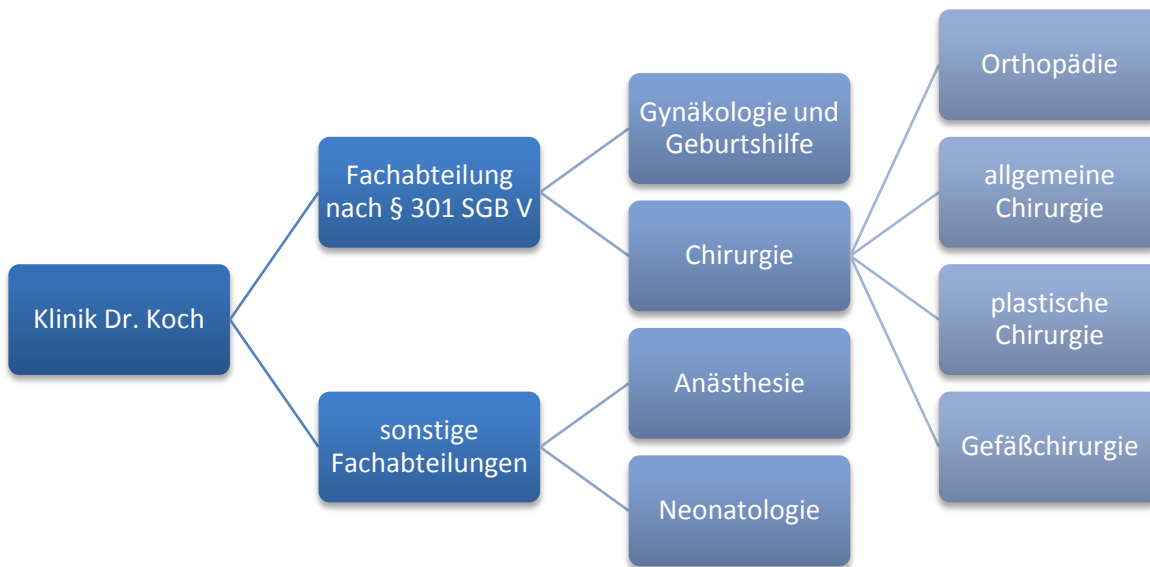 Klinik Dr. Koch
Fachabteilung
nach § 301 SGB V
sonstige
Fachabteilungen
Gynäkologie und
Geburtshilfe
Chirurgie
Anästhesie
Neonatologie
Orthopädie
allgemeine
Chirurgie
plastische
Chirurgie
Gefäßchirurgie